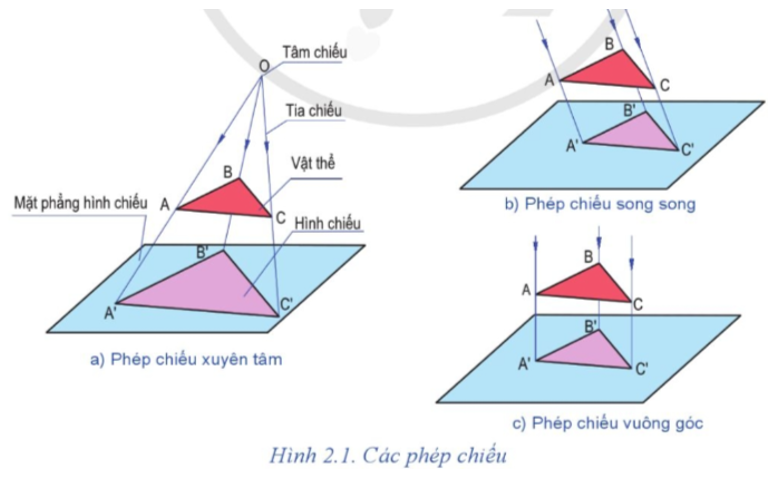 O
Tâm chiếu
Tia chiếu
B
Vật thể
Mặt phẳng hình chiếu
A
C
Hình chiếu
B'
A'
C'
a) Phép chiếu xuyên tâm
B
A
C
B'
A'
C'
b) Phép chiếu song song
B
A
C
B'
A'
C'
c) Phép chiếu vuông góc
Hình 2.1. Các phép chiếu